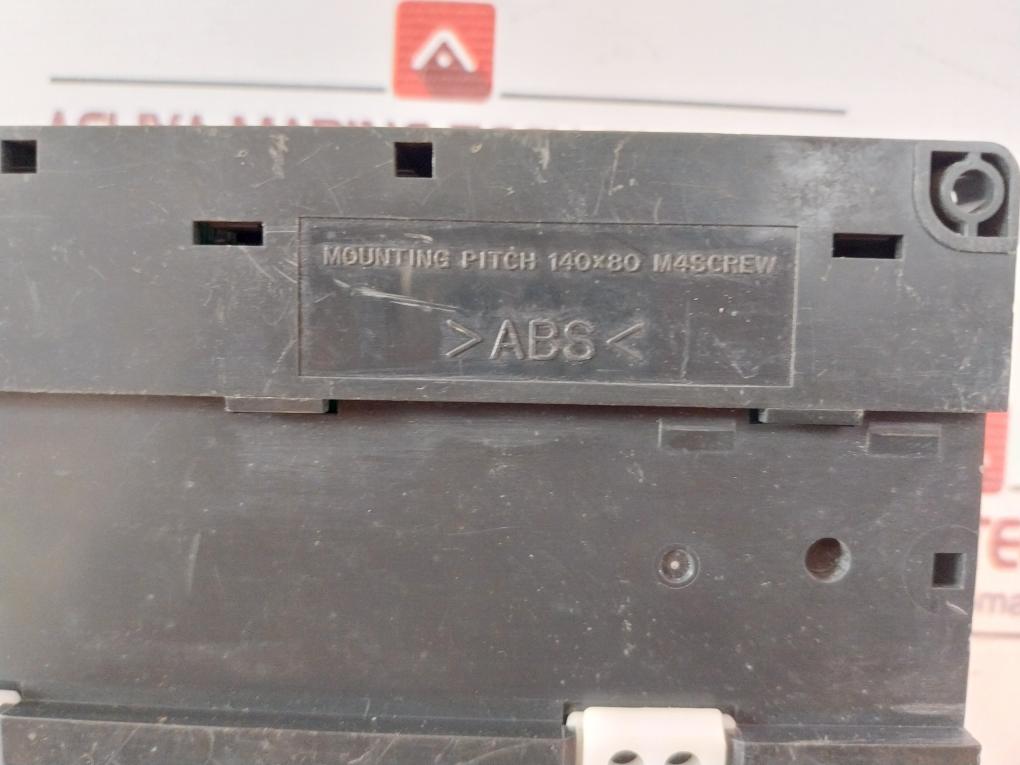 MOUNTING PITCH 140×80 M4SCREW
>ABS<